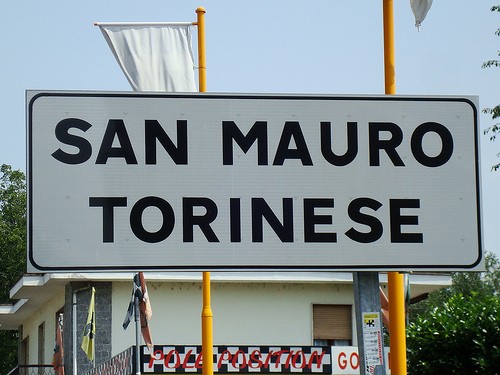 SAN MAURO
TORINESE
POLE POSITION GO